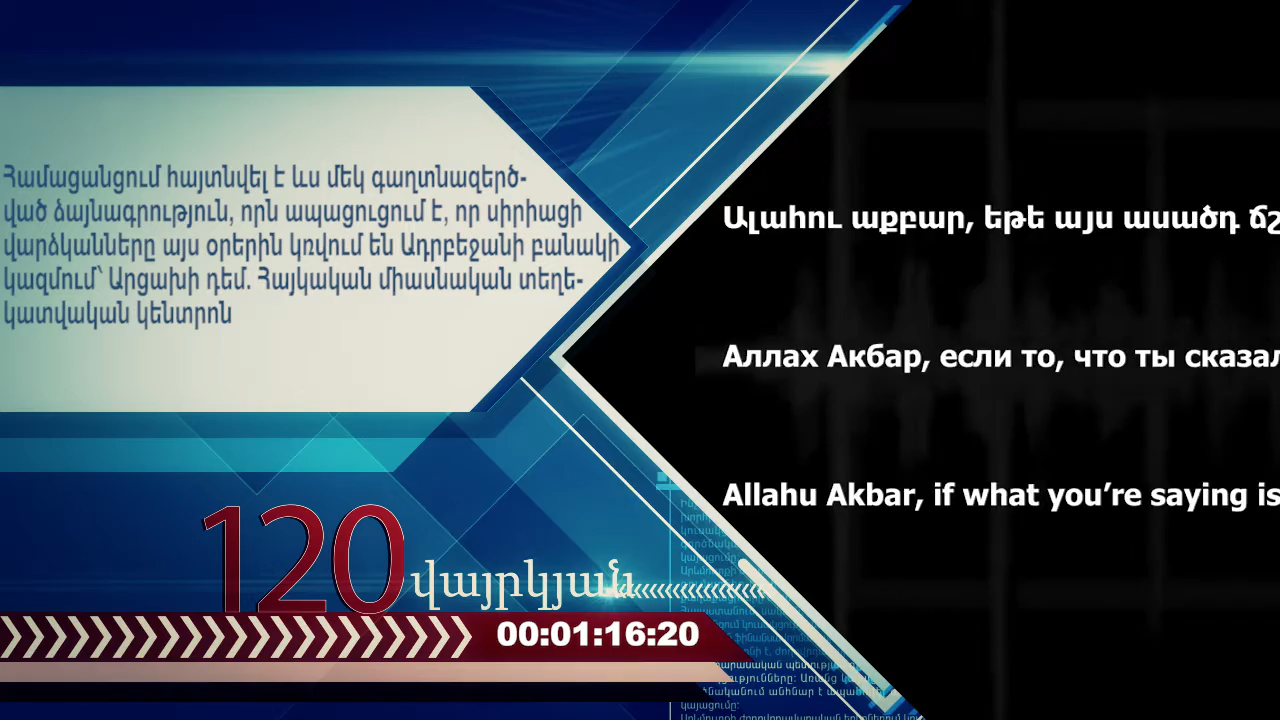 Համացանցում հայտնվել է ևս մեկ գաղտնազերծ-
ված ձայնագրություն, որն ապացուցում է, որ սիրիացի
վարձկանները այս օրերին կռվում են Ադրբեջանի բանակի
կազմում՝ Արցախի դեմ. Հայկական միասնական տեղե-
կատվական կենտրոն
Ալլահու աքբար, եթե այս ասածդ ճշ
Аллах Акбар, если то, что ты сказал
Allahu Akbar, if what you’re saying is
120 վայրկյան
00:01:16:20